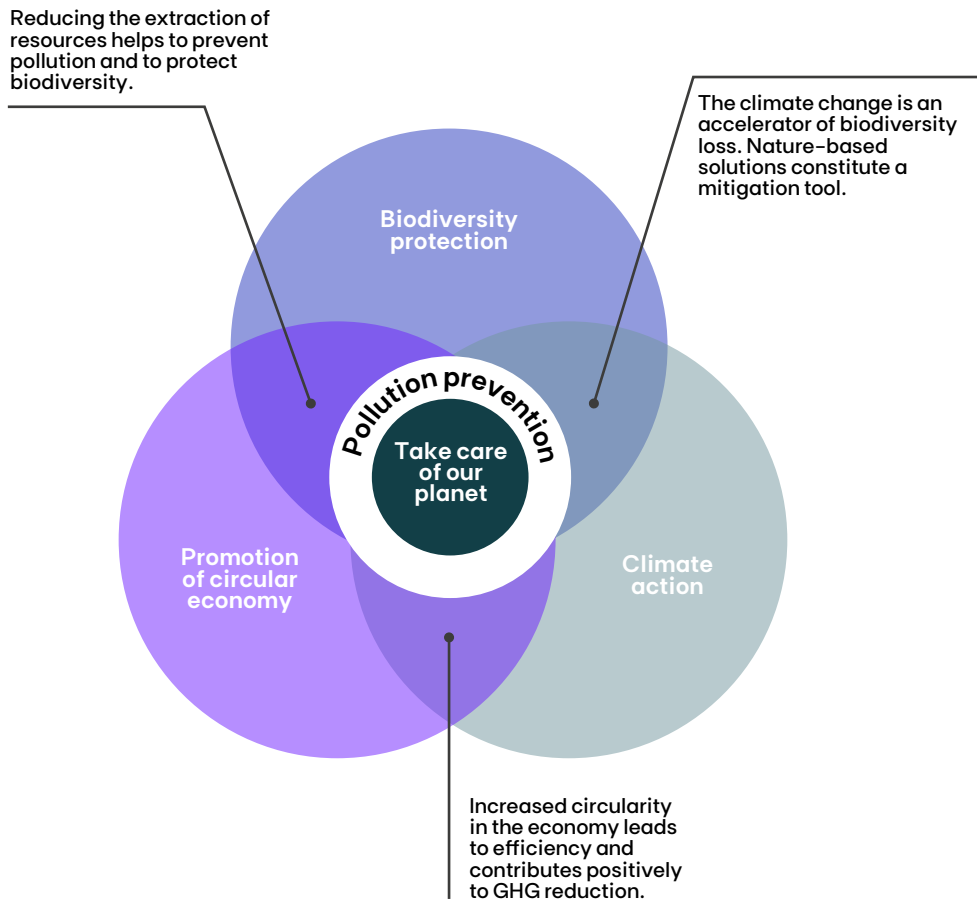 Reducing the extraction of
resources helps to prevent
pollution and to protect
biodiversity.
The climate change is an
accelerator of biodiversity
loss. Nature-based
solutions constitute a
mitigation tool.
Biodiversity
protection
Pollution prevention
Take care
of our
planet
Promotion
of circular
economy
Climate
action
Increased circularity
in the economy leads
to efficiency and
contributes positively
to GHG reduction.